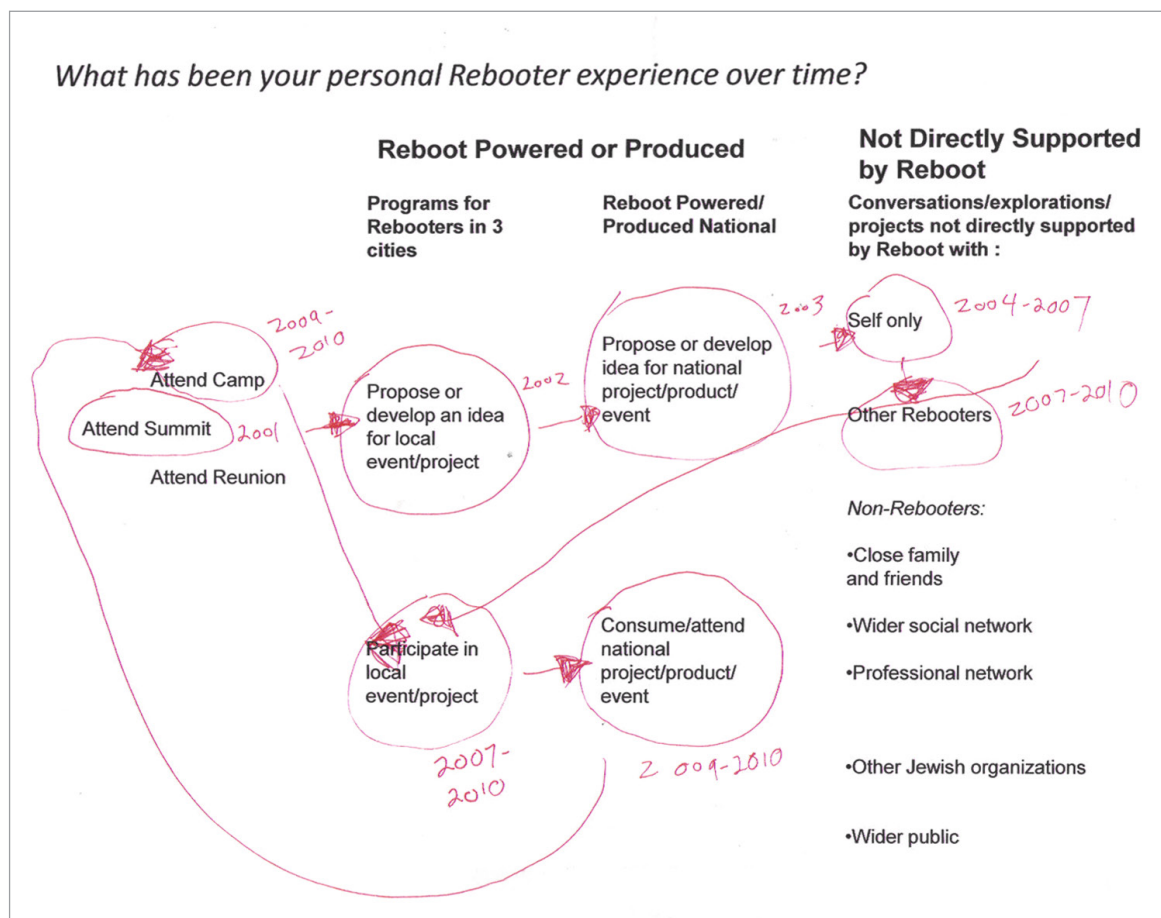 What has been your personal Rebooter experience over time?
Reboot Powered or Produced
Not Directly Supported
by Reboot
Programs for
Rebooters in 3
cities
Reboot Powered/
Produced National
Conversations/explorations/
projects not directly supported
by Reboot with :
2009-
2010
Attend Camp
Attend Summit
2001
Attend Reunion
Propose or
develop an idea
for local
event/project
2002
Propose or develop
idea for national
project/product/
event
2003
Self only
2004-2007
Other Rebooters
2007-2010
Non-Rebooters:
•Close family
and friends
•Wider social network
•Professional network
•Other Jewish organizations
•Wider public
Participate in
local
event/project
2007-
2010
Consume/attend
national
project/product/
event
2009-2010